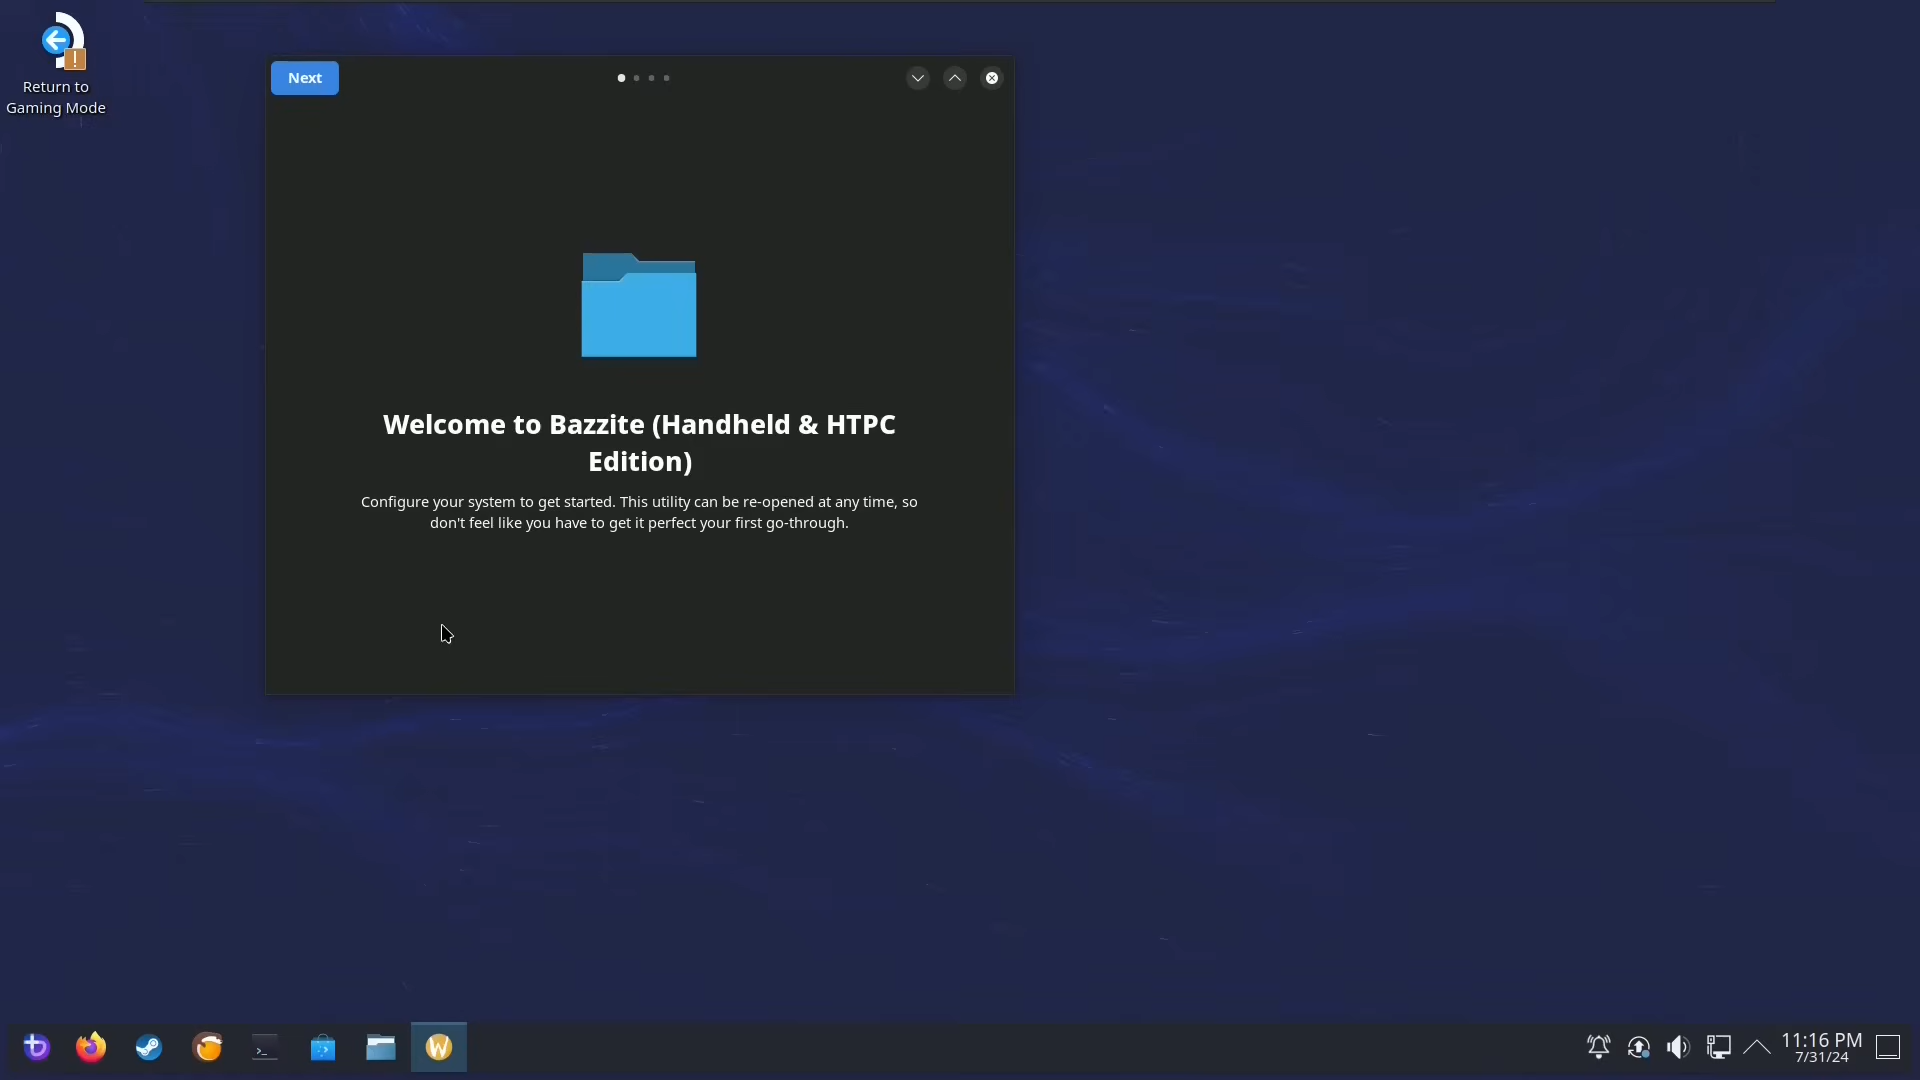 Return to
Gaming Mode
Next
Welcome to Bazzite (Handheld & HTPC
Edition)
Configure your system to get started. This utility can be re-opened at any time, so
don't feel like you have to get it perfect your first go-through.
11:16 PM
7/31/24